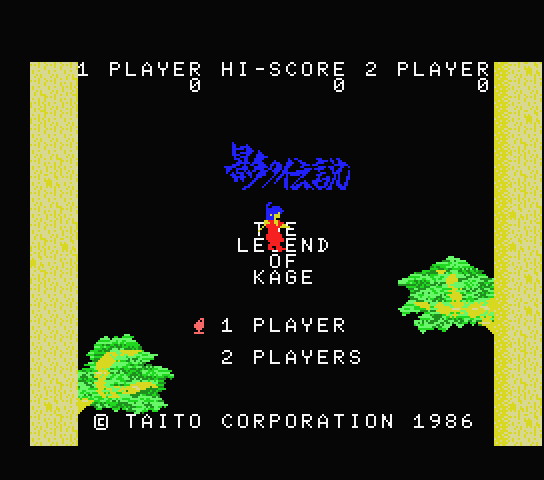 1 PLAYER HI-SCORE 2 PLAYER
0 0 0
影の伝説
THE
LEGEND
OF
KAGE
1 PLAYER
2 PLAYERS
© TAITO CORPORATION 1986